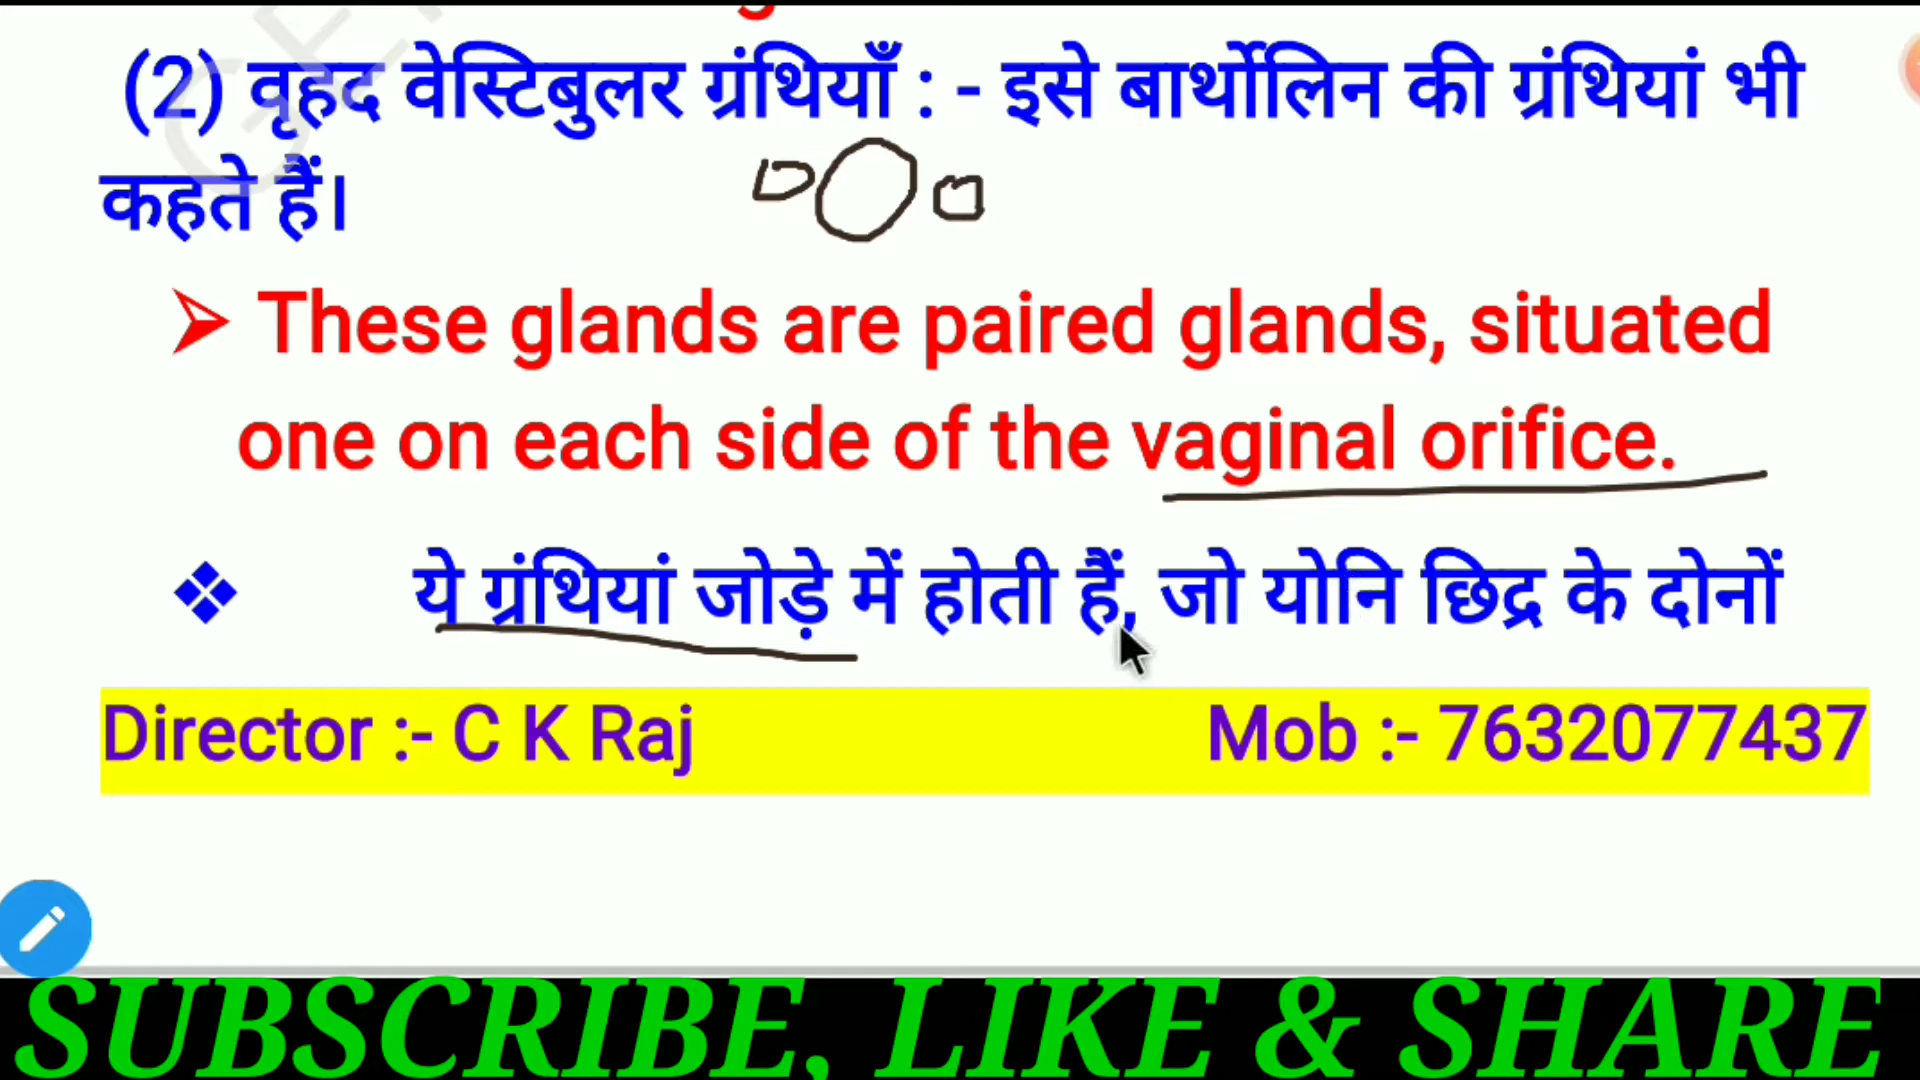 (2) वृहद वेस्टिबुलर ग्रंथियाँ : - इसे बार्थोलिन की ग्रंथियां भी
कहते हैं।
➢ These glands are paired glands, situated
one on each side of the vaginal orifice.
❖ ये ग्रंथियां जोड़े में होती हैं, जो योनि छिद्र के दोनों
Director :- C K Raj Mob :- 7632077437
SUBSCRIBE, LIKE & SHARE